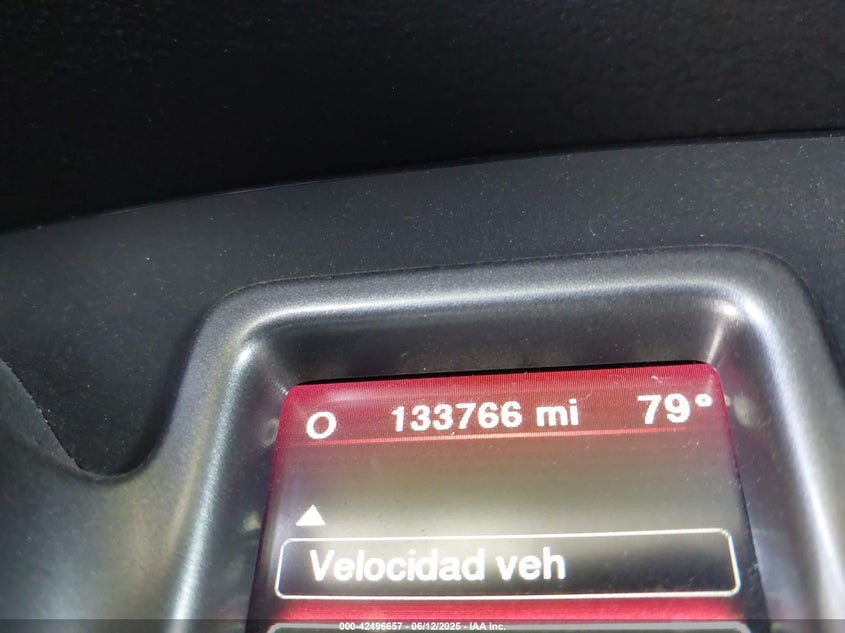 O 133766 mi 79°
Velocidad veh
000-42496657 - 06/12/2025 - IAA Inc.